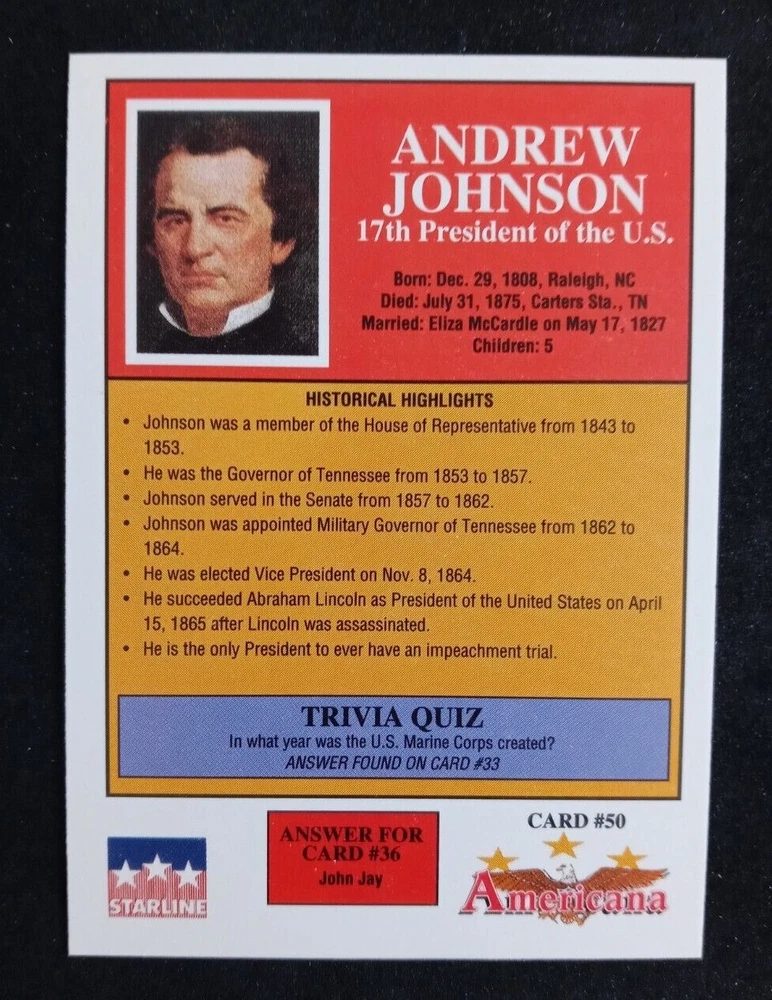 ANDREW
JOHNSON
17th President of the U.S.
Born: Dec. 29, 1808, Raleigh, NC
Died: July 31, 1875, Carters Sta., TN
Married: Eliza McCardle on May 17, 1827
Children: 5
HISTORICAL HIGHLIGHTS
• Johnson was a member of the House of Representative from 1843 to
1853.
• He was the Governor of Tennessee from 1853 to 1857.
• Johnson served in the Senate from 1857 to 1862.
• Johnson was appointed Military Governor of Tennessee from 1862 to
1864.
• He was elected Vice President on Nov. 8, 1864.
• He succeeded Abraham Lincoln as President of the United States on April
15, 1865 after Lincoln was assassinated.
• He is the only President to ever have an impeachment trial.
TRIVIA QUIZ
In what year was the U.S. Marine Corps created?
ANSWER FOUND ON CARD #33
ANSWER FOR
CARD #36
John Jay
CARD #50
STARLINE
Americana